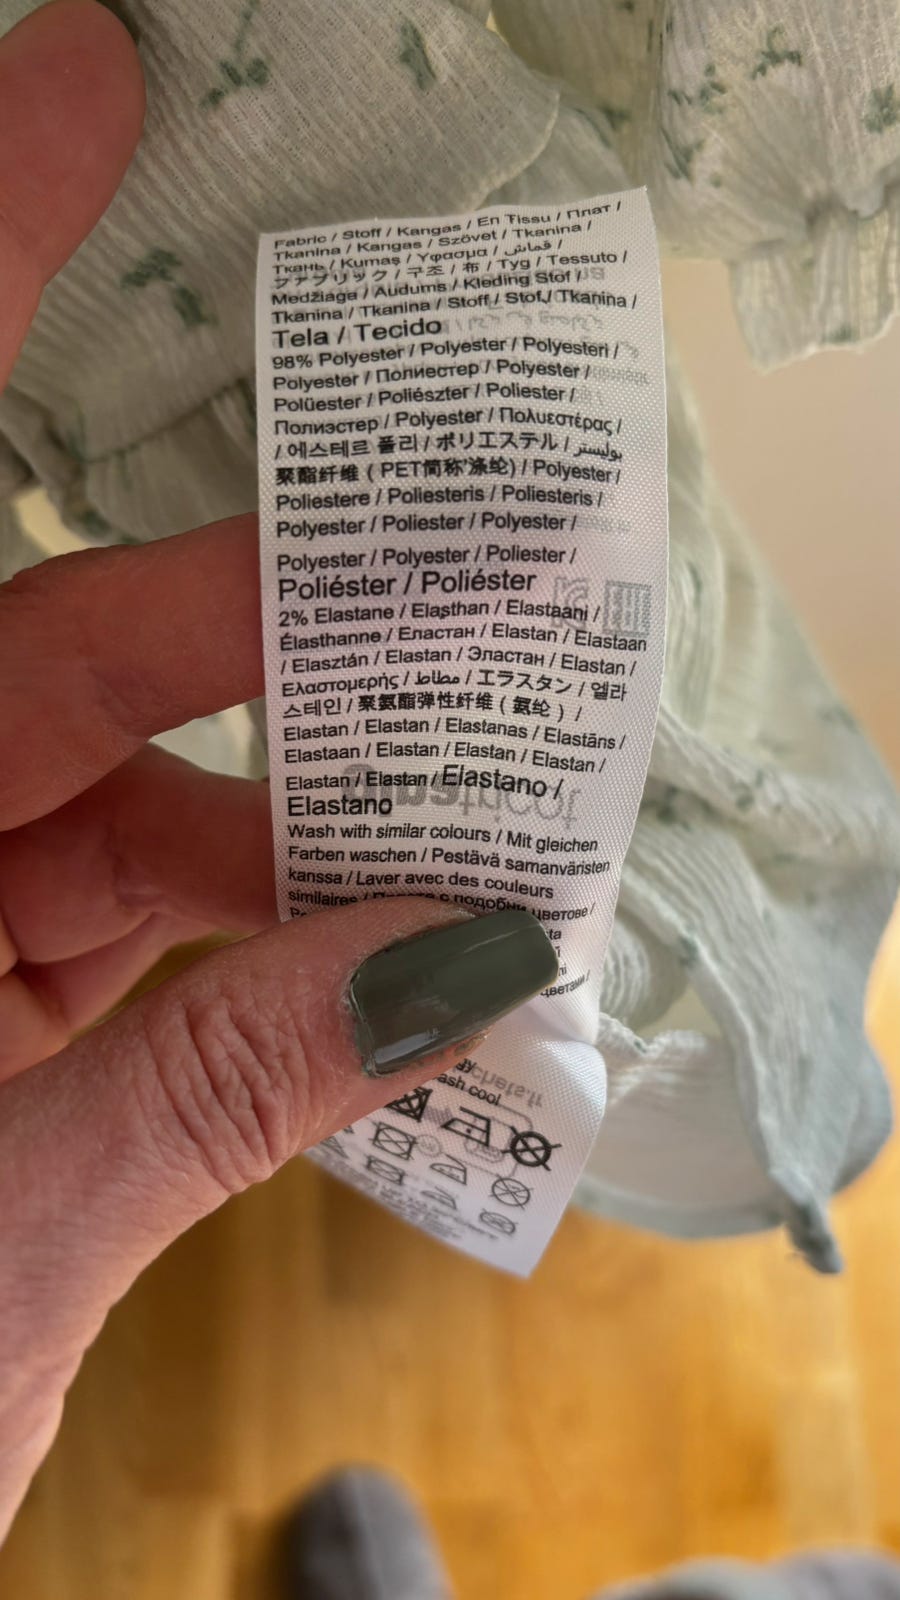 Fabric / Stoff / Kangas / En Tissu / Плат /
Tkanina / Kangas / Szövet / Tkanina /
Ткань / Kumaş / Υφασμα / قماش /
ファブリック / 구조 / 布 / Tyg / Tessuto /
Medžiaga / Audums / Kleding Stof /
Tkanina / Tkanina / Stoff / Stof / Tkanina /
Tela / Tecido
98% Polyester / Polyester / Polyesteri /
Polyester / Полиестер / Polyester /
Polüester / Poliészter / Poliester /
Полиэстер / Polyester / Πολυεστέρας /
/ 에스테르 폴리 / ポリエステル / بوليستر
聚酯纤维 ( PET简称'涤纶) / Polyester /
Poliestere / Poliesteris / Poliesteris /
Polyester / Poliester / Polyester /
Polyester / Polyester / Poliester /
Poliéster / Poliéster
2% Elastane / Elasthan / Elastaani /
Élasthanne / Еластан / Elastan / Elastaan
/ Elasztán / Elastan / Эластан / Elastan /
Ελαστομερής / مطاط / エラスタン / 엘라
스테인 / 聚氨酯弹性纤维 ( 氨纶 ) /
Elastan / Elastan / Elastanas / Elastāns /
Elastaan / Elastan / Elastan / Elastan /
Elastan / Elastan / Elastano /
Elastano
Wash with similar colours / Mit gleichen
Farben waschen / Pestävä samanväristen
kanssa / Laver avec des couleurs
similaires / с подобни цветове /
cool